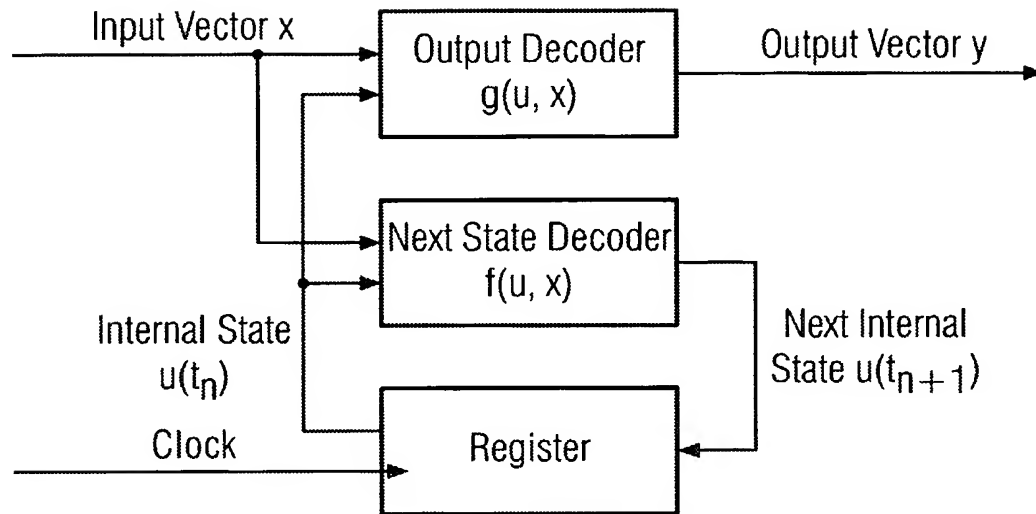 Input Vector x
Output Decoder
g(u, x)
Output Vector y
Next State Decoder
f(u, x)
Internal State
u(tn)
Next Internal
State u(tn+1)
Clock
Register